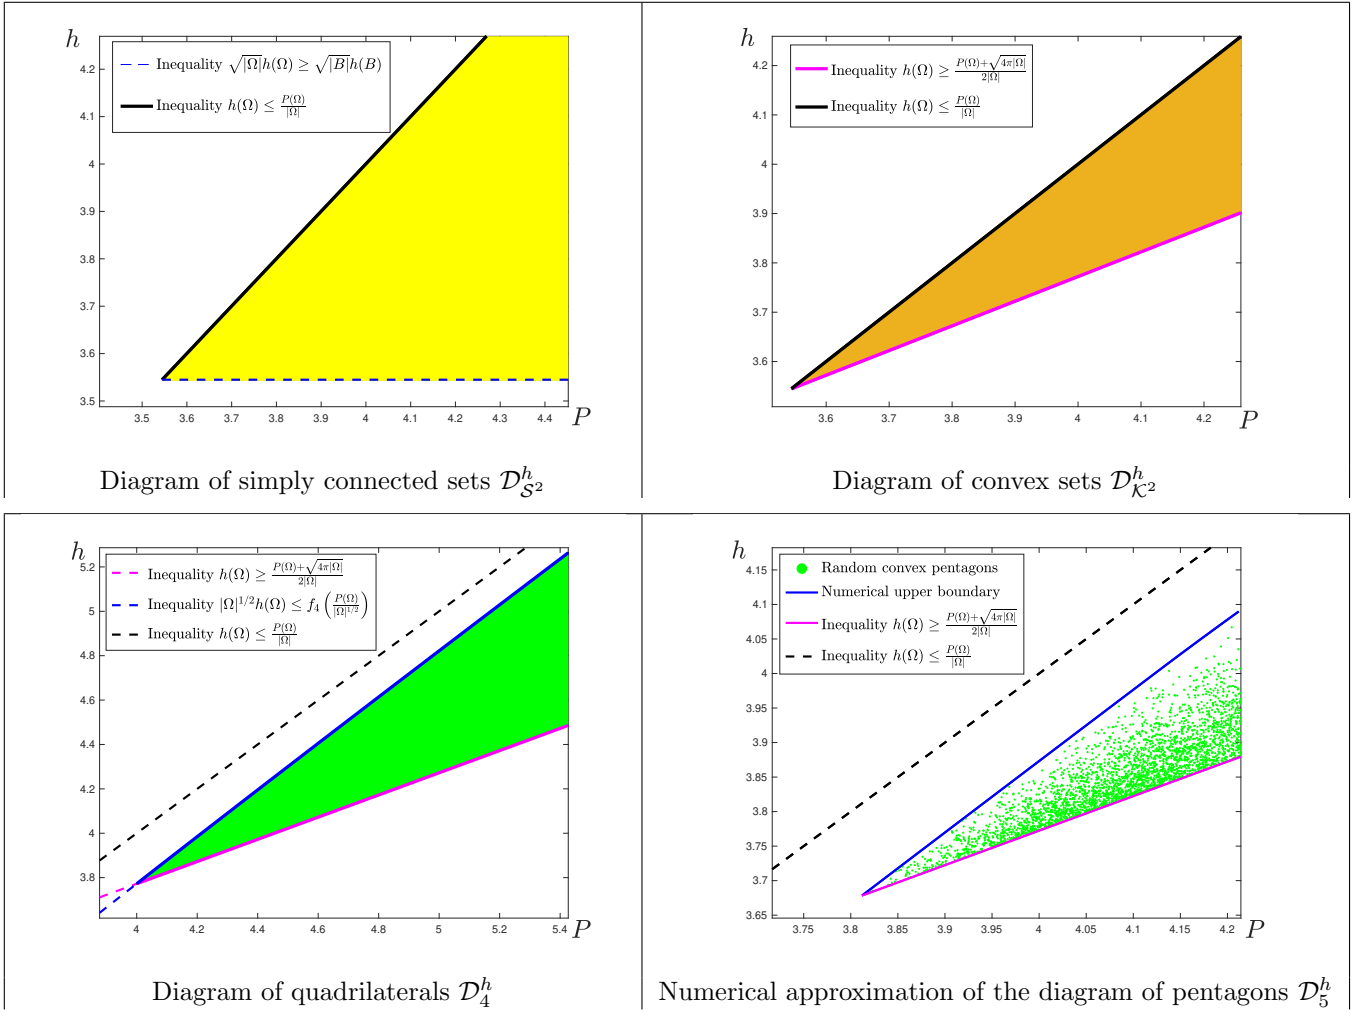 h
Inequality √|Ω|h(Ω) ≥ √|B|h(B)
Inequality h(Ω) ≤ P(Ω)/|Ω|
4.2
4.1
4
3.9
3.8
3.7
3.6
3.5
3.5 3.6 3.7 3.8 3.9 4 4.1 4.2 4.3 4.4
P
Diagram of simply connected sets 𝒟^h_{𝒮²}
h
Inequality h(Ω) ≥ (P(Ω)+√(4π|Ω|))/(2|Ω|)
Inequality h(Ω) ≤ P(Ω)/|Ω|
4.2
4.1
4
3.9
3.8
3.7
3.6
3.6 3.7 3.8 3.9 4 4.1 4.2
P
Diagram of convex sets 𝒟^h_{𝒦²}
h
Inequality h(Ω) ≥ (P(Ω)+√(4π|Ω|))/(2|Ω|)
Inequality |Ω|^{1/2}h(Ω) ≤ f₄(P(Ω)/|Ω|^{1/2})
Inequality h(Ω) ≤ P(Ω)/|Ω|
5.2
5
4.8
4.6
4.4
4.2
4
3.8
4 4.2 4.4 4.6 4.8 5 5.2 5.4
P
Diagram of quadrilaterals 𝒟^h_4
h
Random convex pentagons
Numerical upper boundary
Inequality h(Ω) ≥ (P(Ω)+√(4π|Ω|))/(2|Ω|)
Inequality h(Ω) ≤ P(Ω)/|Ω|
4.15
4.1
4.05
4
3.95
3.9
3.85
3.8
3.75
3.7
3.65
3.75 3.8 3.85 3.9 3.95 4 4.05 4.1 4.15 4.2
P
Numerical approximation of the diagram of pentagons 𝒟^h_5